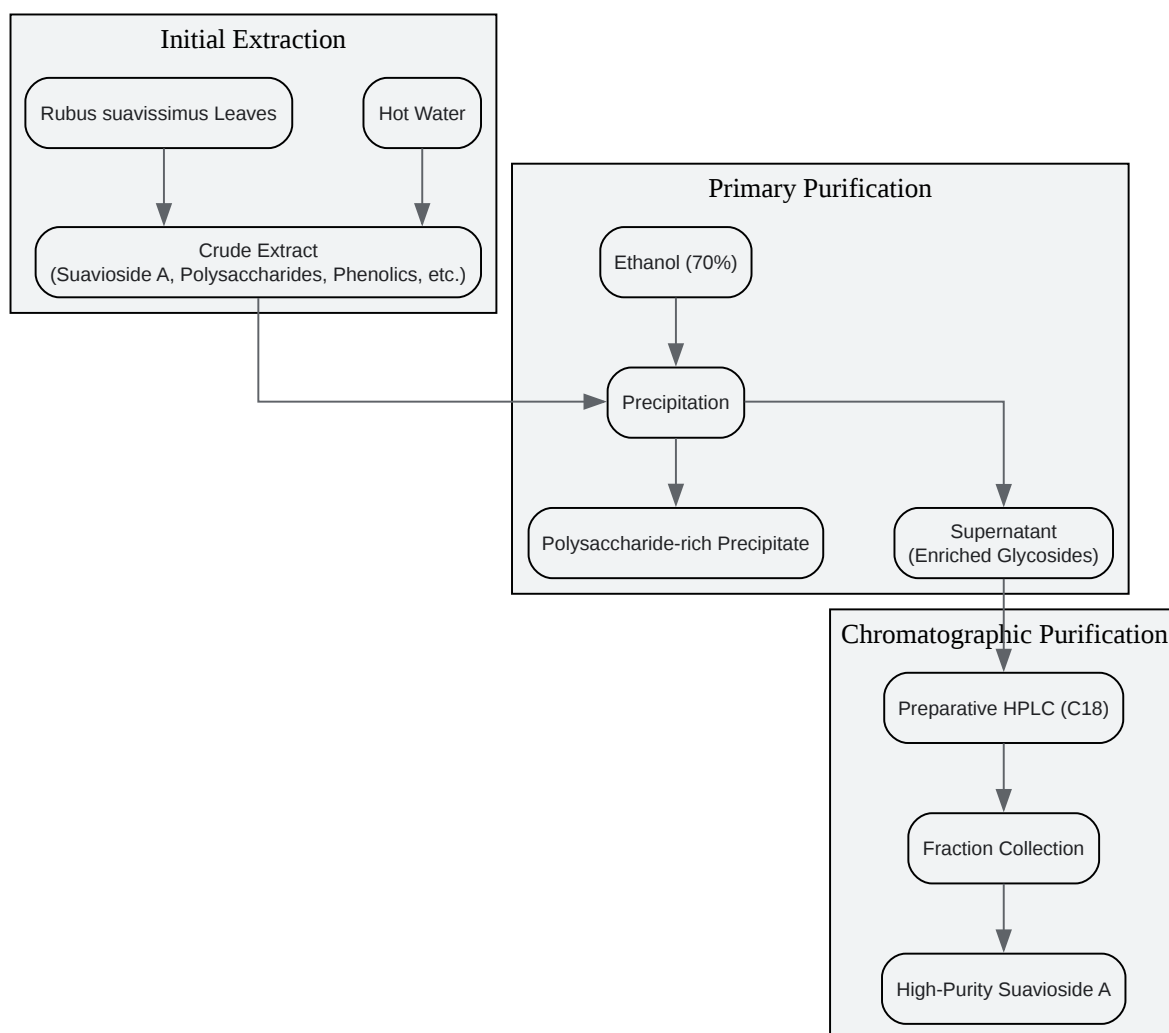 Initial Extraction
Rubus suavissimus Leaves
Hot Water
Crude Extract
(Suavioside A, Polysaccharides, Phenolics, etc.)
Primary Purification
Ethanol (70%)
Precipitation
Polysaccharide-rich Precipitate
Supernatant
(Enriched Glycosides)
Chromatographic Purification
Preparative HPLC (C18)
Fraction Collection
High-Purity Suavioside A